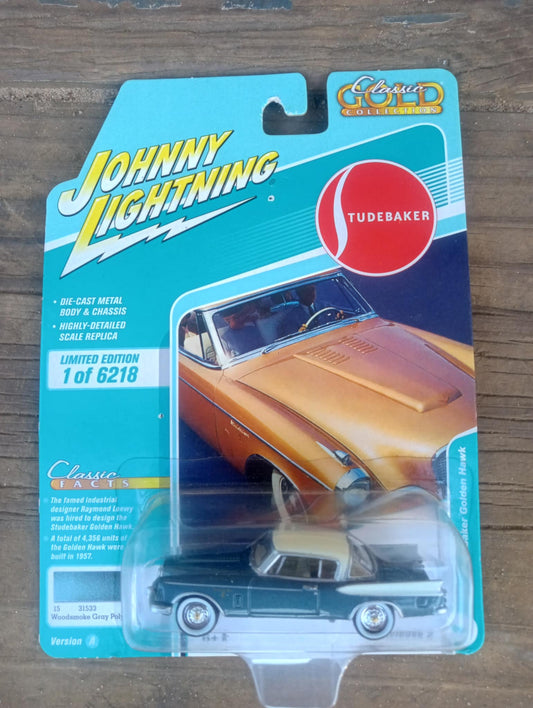 Classic
GOLD
COLLECTION
JOHNNY
LIGHTNING
STUDEBAKER
• DIE-CAST METAL
BODY & CHASSIS
• HIGHLY-DETAILED
SCALE REPLICA
LIMITED EDITION
1 of 6218
Classic
FACTS
The famed industrial
designer Raymond Loewy
was hired to design the
Studebaker Golden Hawk.
A total of 4,356 units of
the Golden Hawk were
built in 1957.
15 31533
Woodsmoke Gray Poly
Version A
Golden Hawk